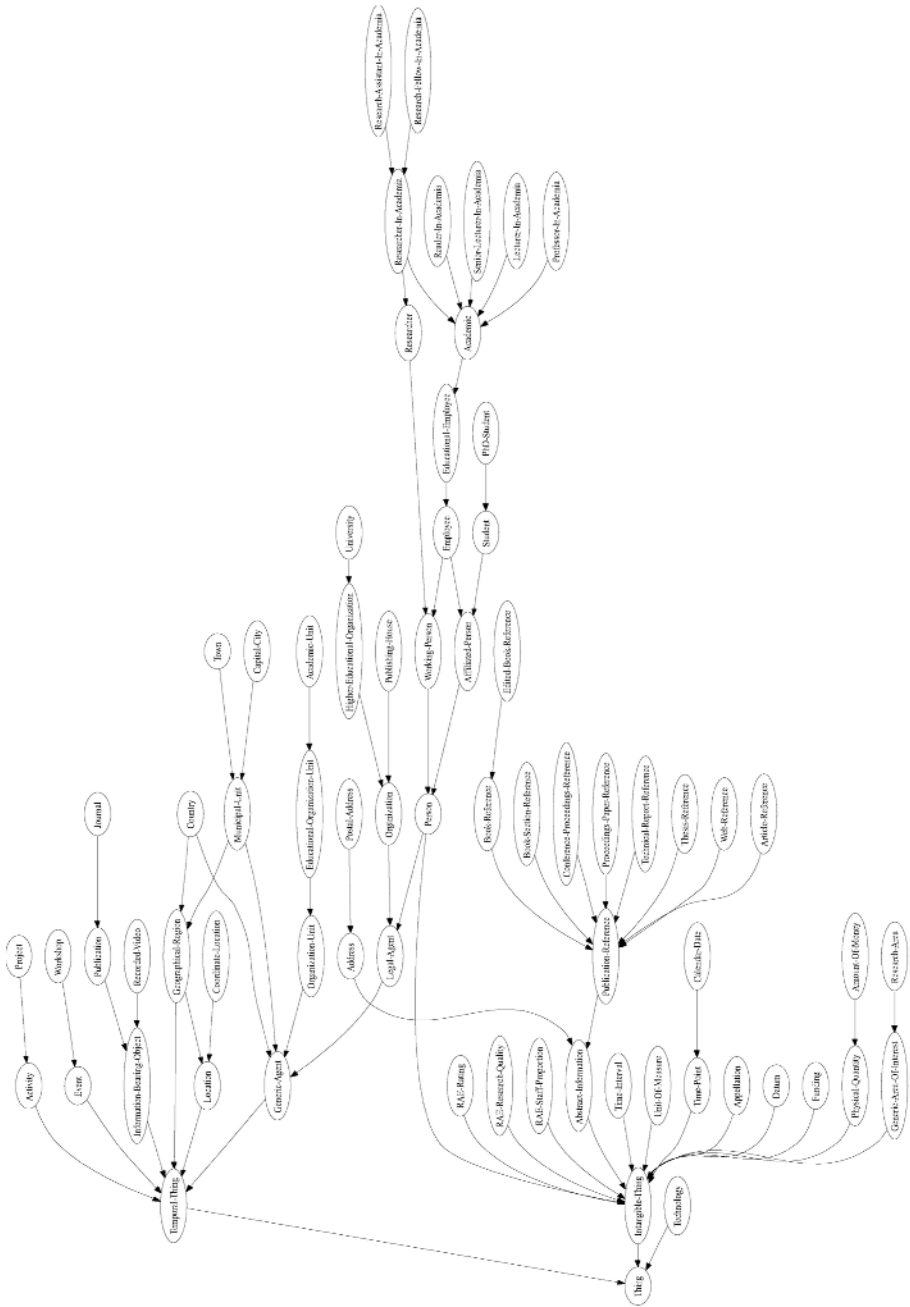 Research-Assistant-In-Academia
Research-Fellow-In-Academia
Researcher-In-Academia
Reader-In-Academia
Senior-Lecturer-In-Academia
Lecturer-In-Academia
Professor-In-Academia
Researcher
Academic
Educational-Employee
PhD-Student
University
Employee
Student
Town
Capital-City
Academic-Unit
Higher-Educational-Organization
Publishing-House
Working-Person
Affiliated-Person
Edited-Book-Reference
Journal
Country
Municipal-Unit
Educational-Organization-Unit
Postal-Address
Organization
Person
Book-Reference
Book-Section-Reference
Conference-Proceedings-Reference
Proceedings-Paper-Reference
Technical-Report-Reference
Thesis-Reference
Web-Reference
Article-Reference
Project
Workshop
Publication
Recorded-Video
Geographical-Region
Coordinate-Location
Organization-Unit
Address
Legal-Agent
Publication-Reference
Calendar-Date
Amount-Of-Money
Research-Area
Activity
Event
Information-Bearing-Object
Location
Generic-Agent
RAE-Rating
RAE-Research-Quality
RAE-Staff-Proportion
Abstract-Information
Time-Interval
Unit-Of-Measure
Time-Point
Appellation
Datum
Funding
Physical-Quantity
Generic-Area-Of-Interest
Temporal-Thing
Intangible-Thing
Technology
Thing